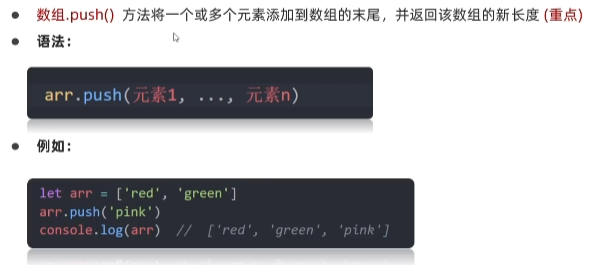 数组.push() 方法将一个或多个元素添加到数组的末尾，并返回该数组的新长度 (重点)
语法：
arr.push(元素1, ..., 元素n)
例如：
let arr = ['red', 'green']
arr.push('pink')
console.log(arr) // ['red', 'green', 'pink']